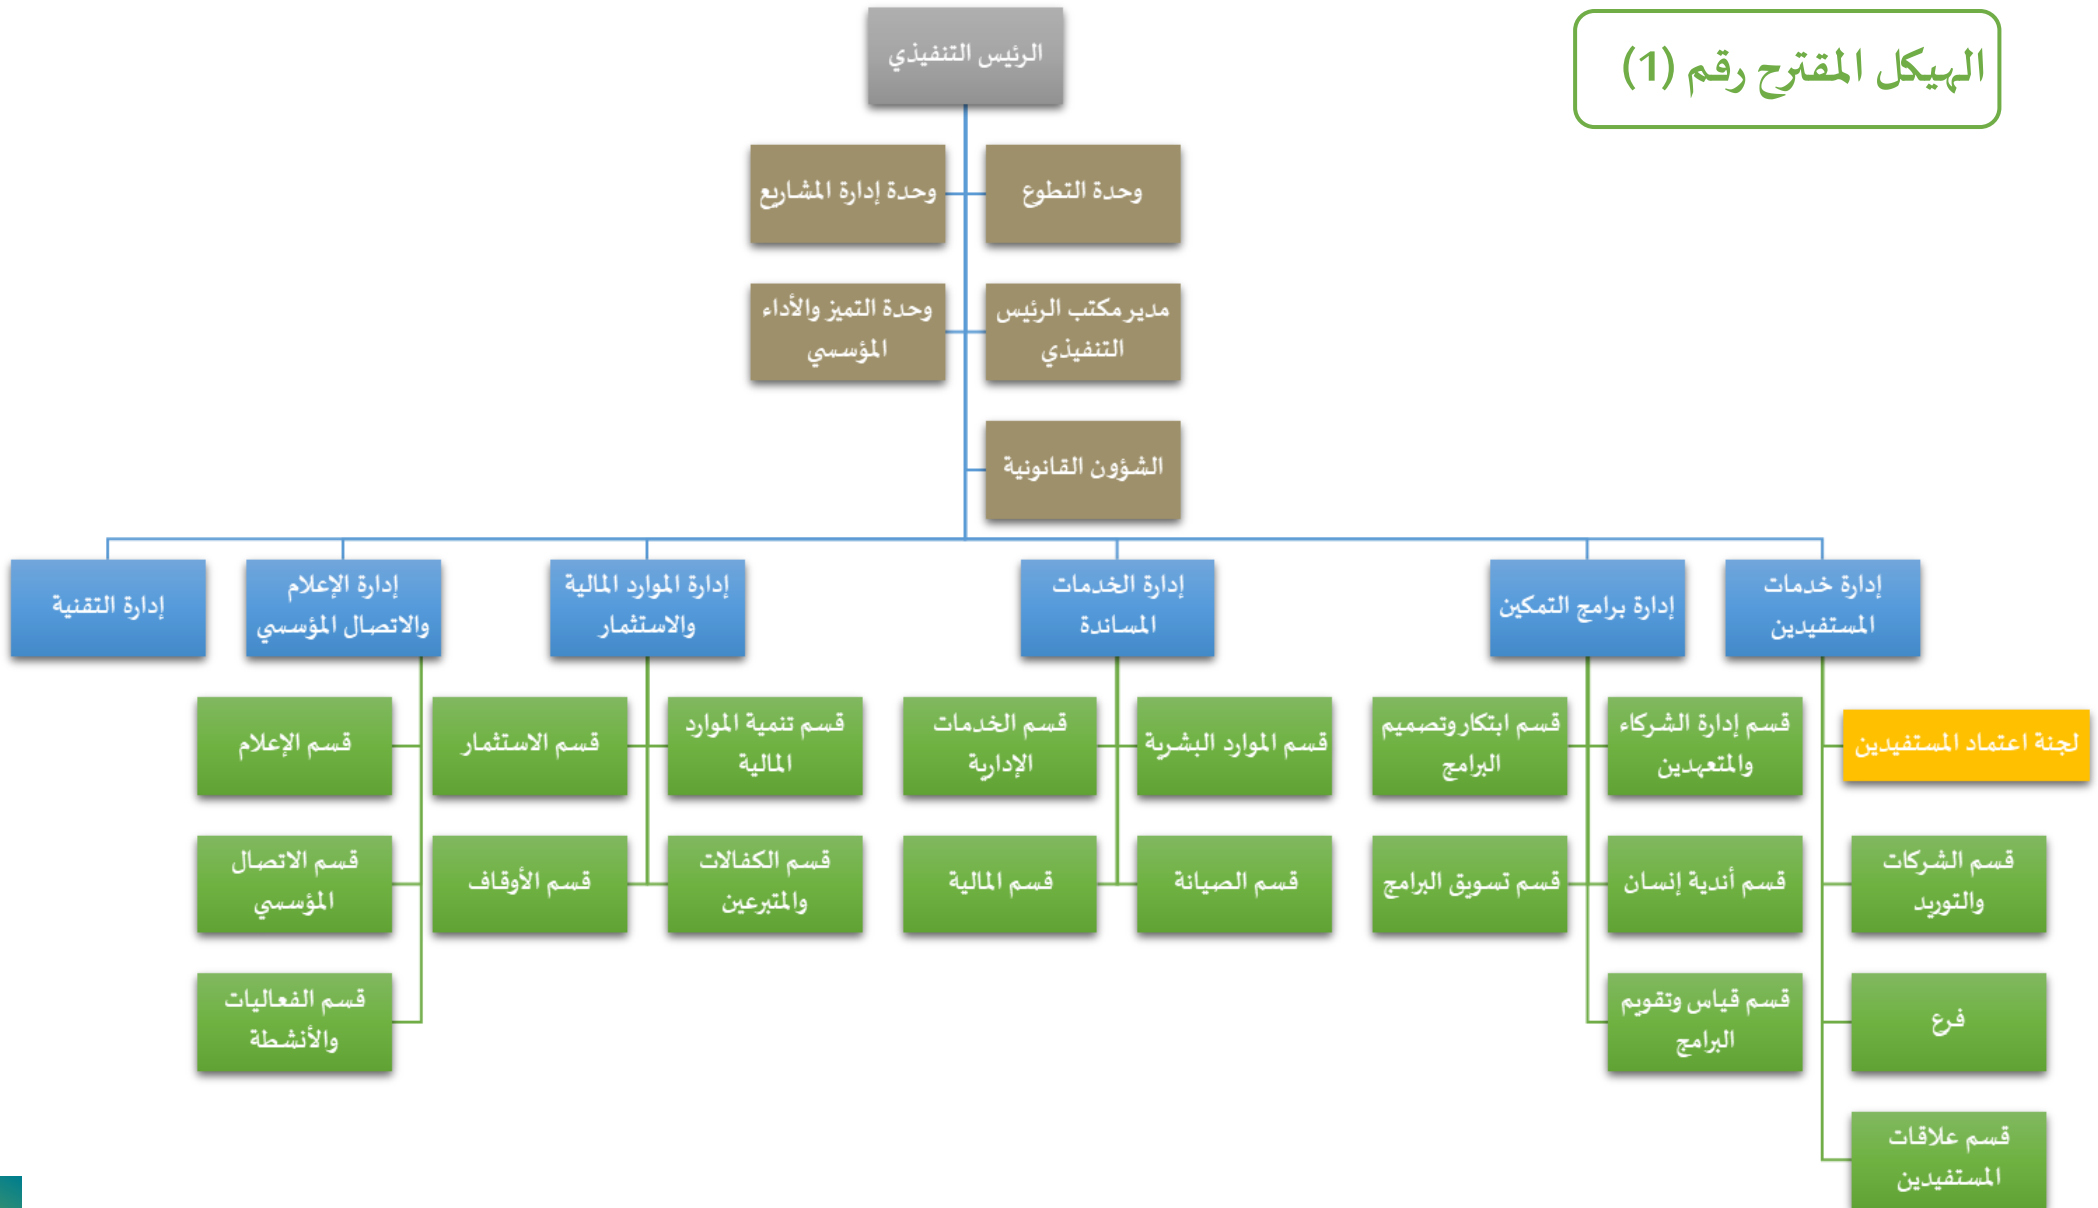 الهيكل المقترح رقم (1)
الرئيس التنفيذي
وحدة التطوع
وحدة إدارة المشاريع
مدير مكتب الرئيس
التنفيذي
وحدة التميز والأداء
المؤسسي
الشؤون القانونية
إدارة خدمات
المستفيدين
إدارة برامج التمكين
إدارة الخدمات
المساندة
إدارة الموارد المالية
والاستثمار
إدارة الإعلام
والاتصال المؤسسي
إدارة التقنية
لجنة اعتماد المستفيدين
قسم إدارة الشركاء
والمتعهدين
قسم ابتكار وتصميم
البرامج
قسم الموارد البشرية
قسم الخدمات
الإدارية
قسم تنمية الموارد
المالية
قسم الاستثمار
قسم الإعلام
قسم الشركات
والتوريد
قسم أندية إنسان
قسم تسويق البرامج
قسم الصيانة
قسم المالية
قسم الكفالات
والمتبرعين
قسم الأوقاف
قسم الاتصال
المؤسسي
فرع
قسم قياس وتقويم
البرامج
قسم الفعاليات
والأنشطة
قسم علاقات
المستفيدين